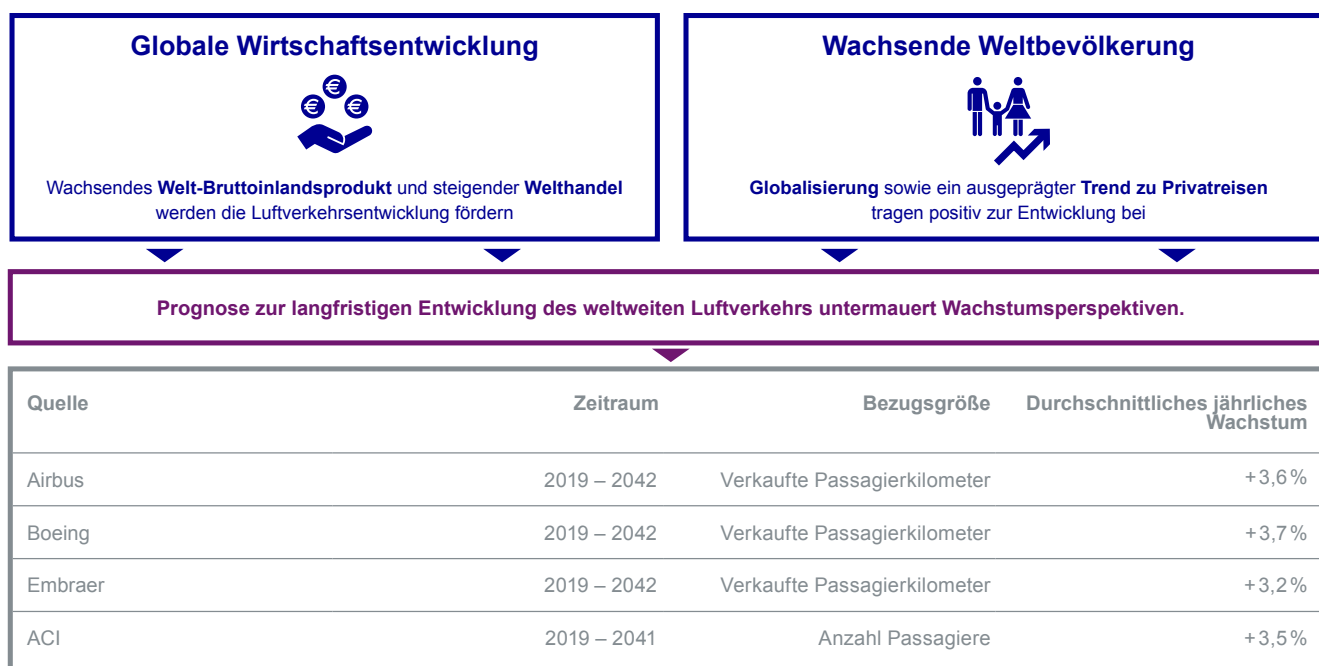 Globale Wirtschaftsentwicklung
€ € €
Wachsendes Welt-Bruttoinlandsprodukt und steigender Welthandel
werden die Luftverkehrsentwicklung fördern
Wachsende Weltbevölkerung
Globalisierung sowie ein ausgeprägter Trend zu Privatreisen
tragen positiv zur Entwicklung bei
Prognose zur langfristigen Entwicklung des weltweiten Luftverkehrs untermauert Wachstumsperspektiven.
Quelle Zeitraum Bezugsgröße Durchschnittliches jährliches
Wachstum
Airbus 2019 – 2042 Verkaufte Passagierkilometer +3,6%
Boeing 2019 – 2042 Verkaufte Passagierkilometer +3,7%
Embraer 2019 – 2042 Verkaufte Passagierkilometer +3,2%
ACI 2019 – 2041 Anzahl Passagiere +3,5%